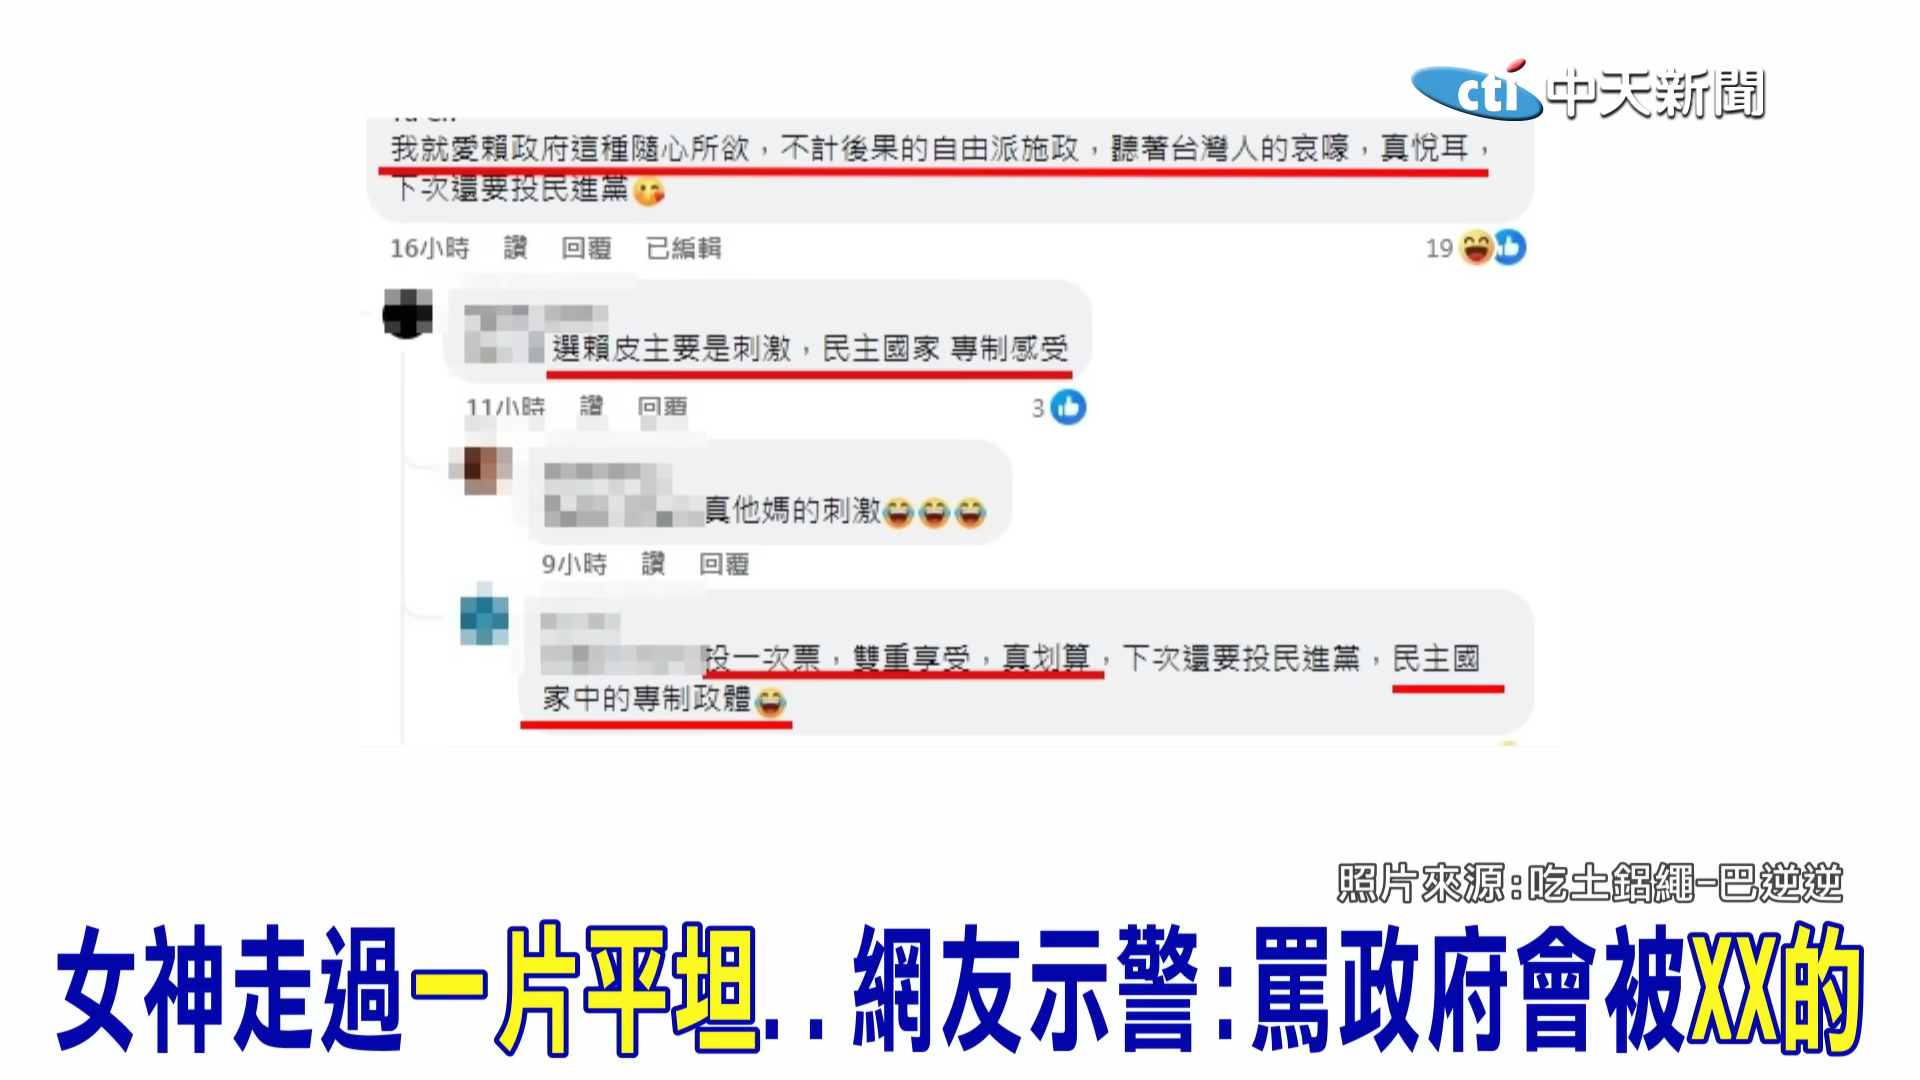 cti 中天新聞
我就愛賴政府這種隨心所欲，不計後果的自由派施政，聽著台灣人的哀嚎，真悅耳，
下次還要投民進黨
16小時 讚 回覆 已編輯 19
選賴皮主要是刺激，民主國家 專制感受
11小時 讚 回覆 3
真他媽的刺激
9小時 讚 回覆
投一次票，雙重享受，真划算，下次還要投民進黨，民主國
家中的專制政體
照片來源:吃土鋁繩-巴逆逆
女神走過一片平坦..網友示警:罵政府會被XX的